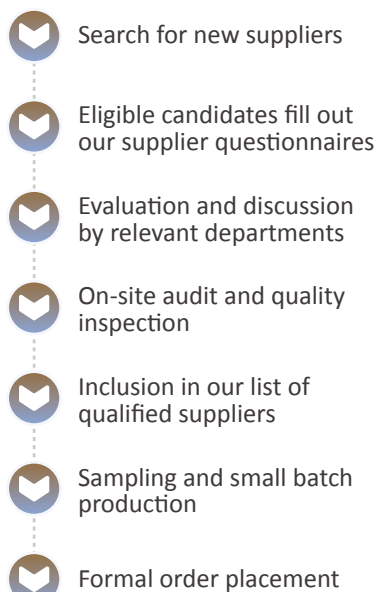 Search for new suppliers
Eligible candidates fill out
our supplier questionnaires
Evaluation and discussion
by relevant departments
On-site audit and quality
inspection
Inclusion in our list of
qualified suppliers
Sampling and small batch
production
Formal order placement